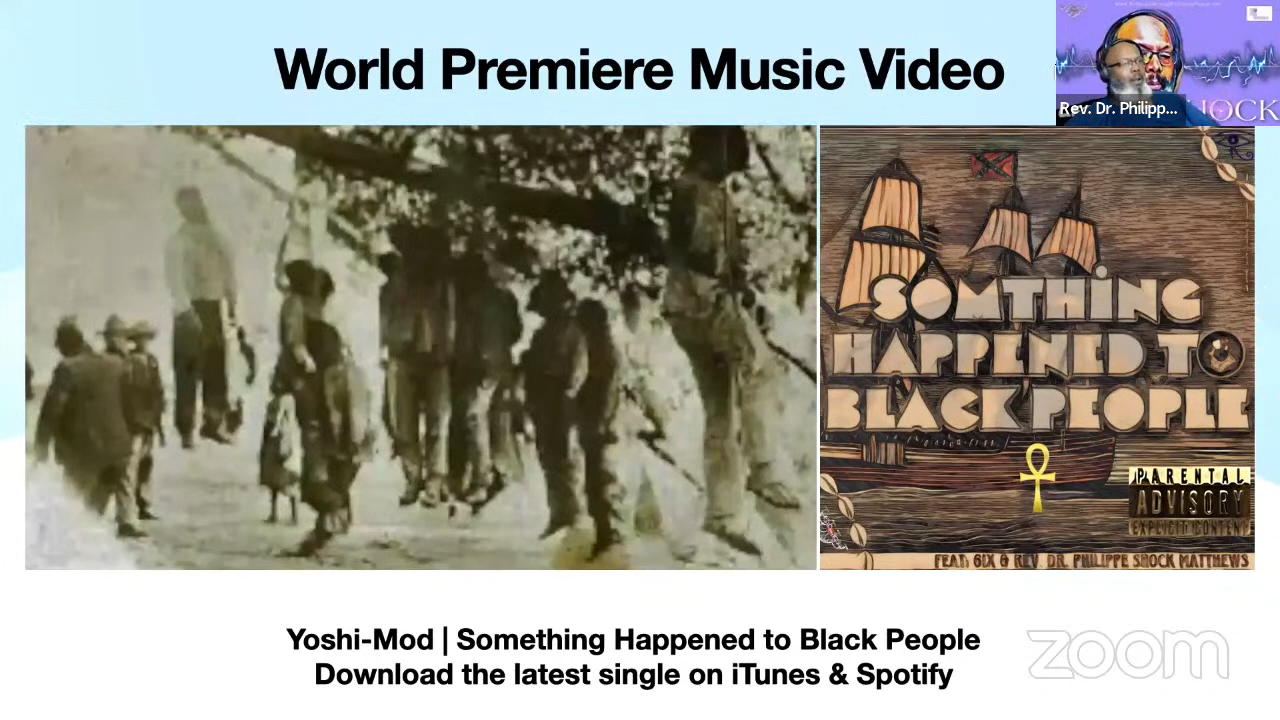 World Premiere Music Video
Rev. Dr. Philipp...
SHOCK
SOMTHING
HAPPENED TO
BLACK PEOPLE
PARENTAL
ADVISORY
EXPLICIT CONTENT
FEAT. 6IX & REV. DR. PHILIPPE SHOCK MATTHEWS
Yoshi-Mod | Something Happened to Black People
Download the latest single on iTunes & Spotify
zoom